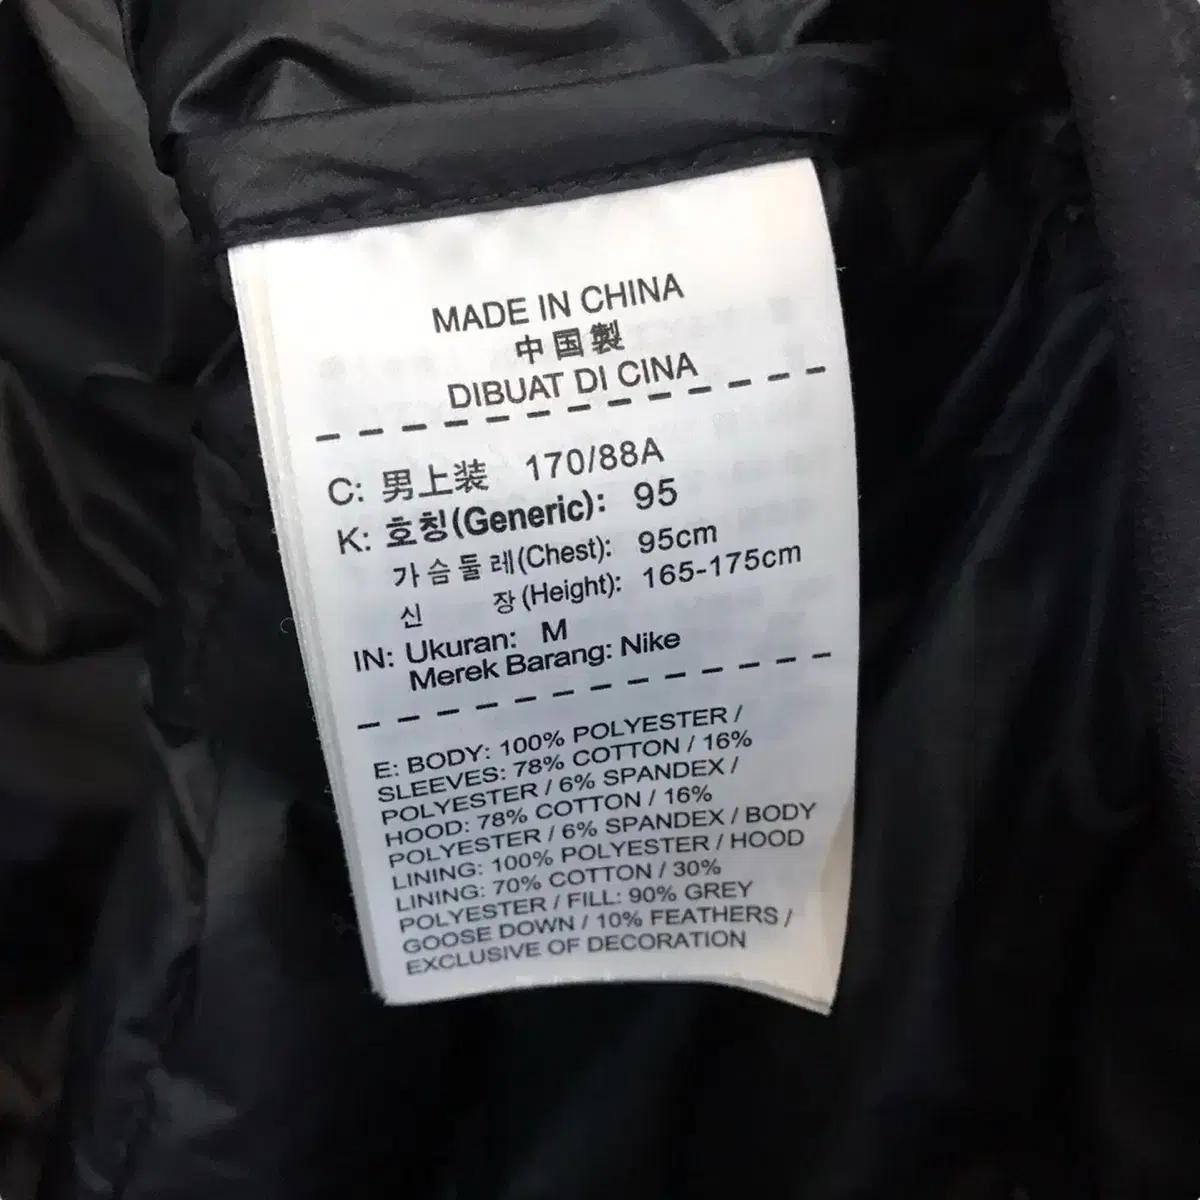 MADE IN CHINA
中国製
DIBUAT DI CINA
C: 男上装 170/88A
K: 호칭(Generic): 95
가슴둘레(Chest): 95cm
신 장(Height): 165-175cm
IN: Ukuran: M
Merek Barang: Nike
E: BODY: 100% POLYESTER /
SLEEVES: 78% COTTON / 16%
POLYESTER / 6% SPANDEX /
HOOD: 78% COTTON / 16%
POLYESTER / 6% SPANDEX / BODY
LINING: 100% POLYESTER / HOOD
LINING: 70% COTTON / 30%
POLYESTER / FILL: 90% GREY
GOOSE DOWN / 10% FEATHERS /
EXCLUSIVE OF DECORATION